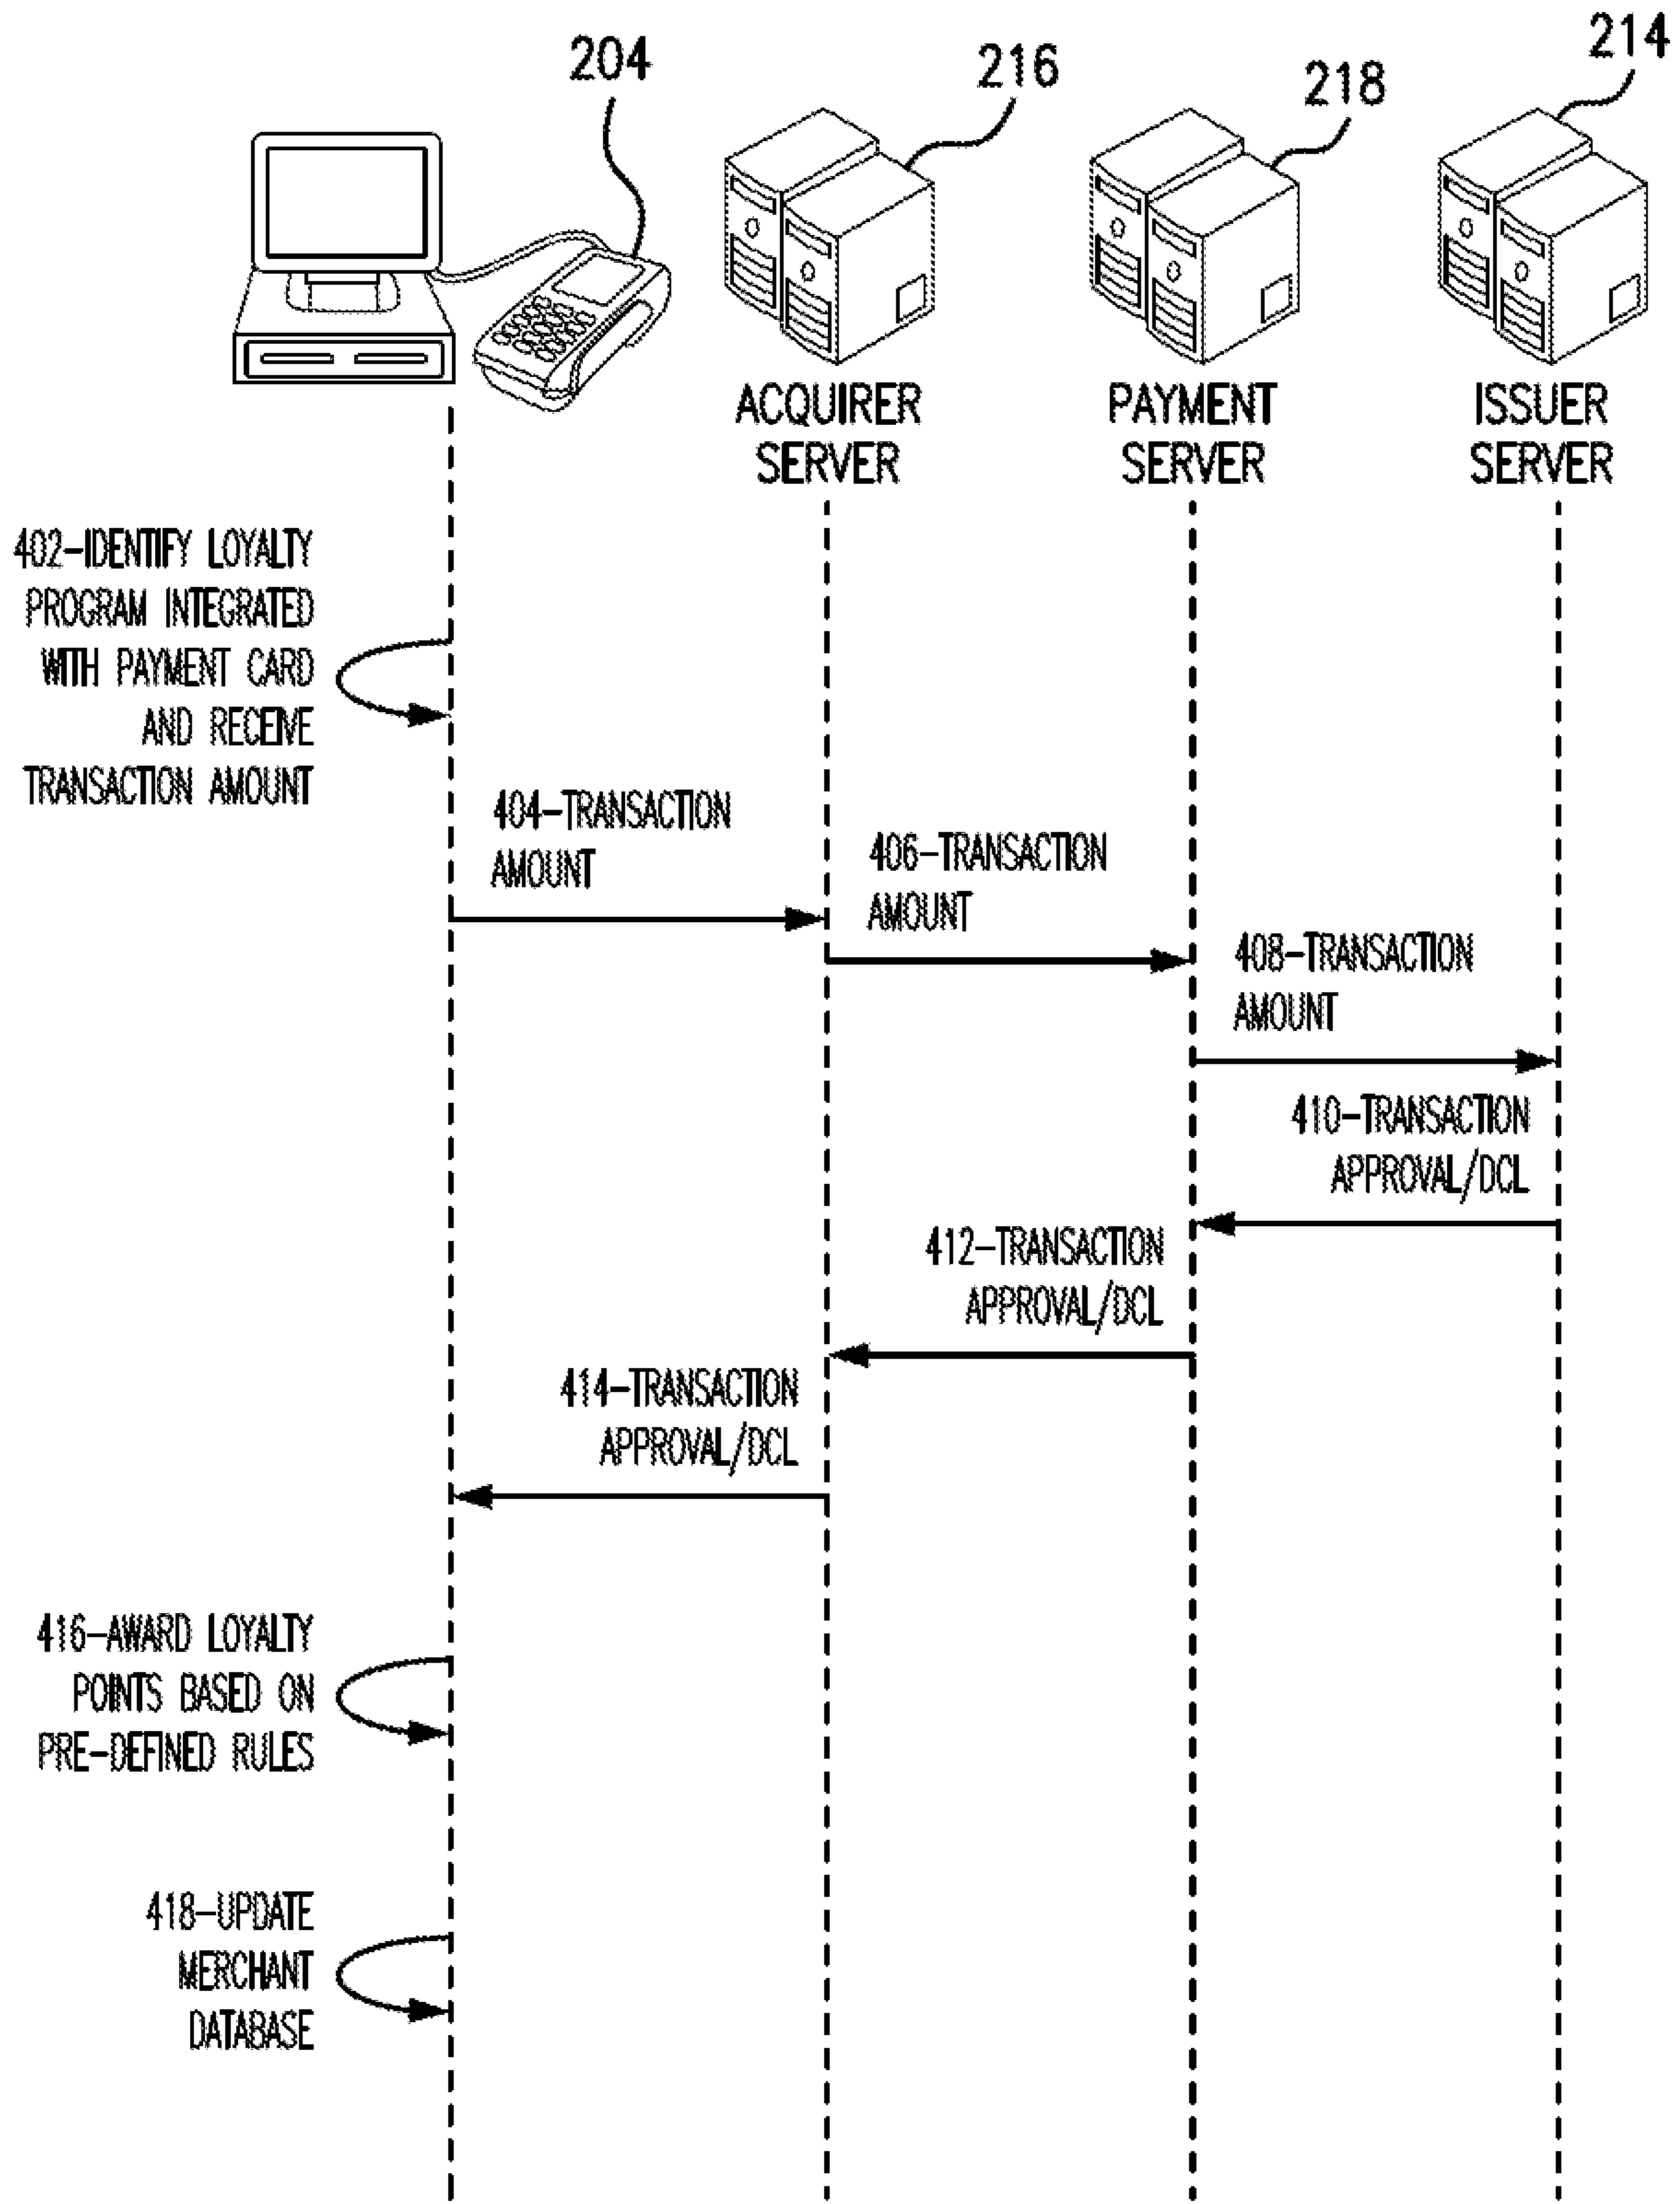 204
216
218
214
ACQUIRER
SERVER
PAYMENT
SERVER
ISSUER
SERVER
402-IDENTIFY LOYALTY
PROGRAM INTEGRATED
WITH PAYMENT CARD
AND RECEIVE
TRANSACTION AMOUNT
404-TRANSACTION
AMOUNT
406-TRANSACTION
AMOUNT
408-TRANSACTION
AMOUNT
410-TRANSACTION
APPROVAL/DCL
412-TRANSACTION
APPROVAL/DCL
414-TRANSACTION
APPROVAL/DCL
416-AWARD LOYALTY
POINTS BASED ON
PRE-DEFINED RULES
418-UPDATE
MERCHANT
DATABASE